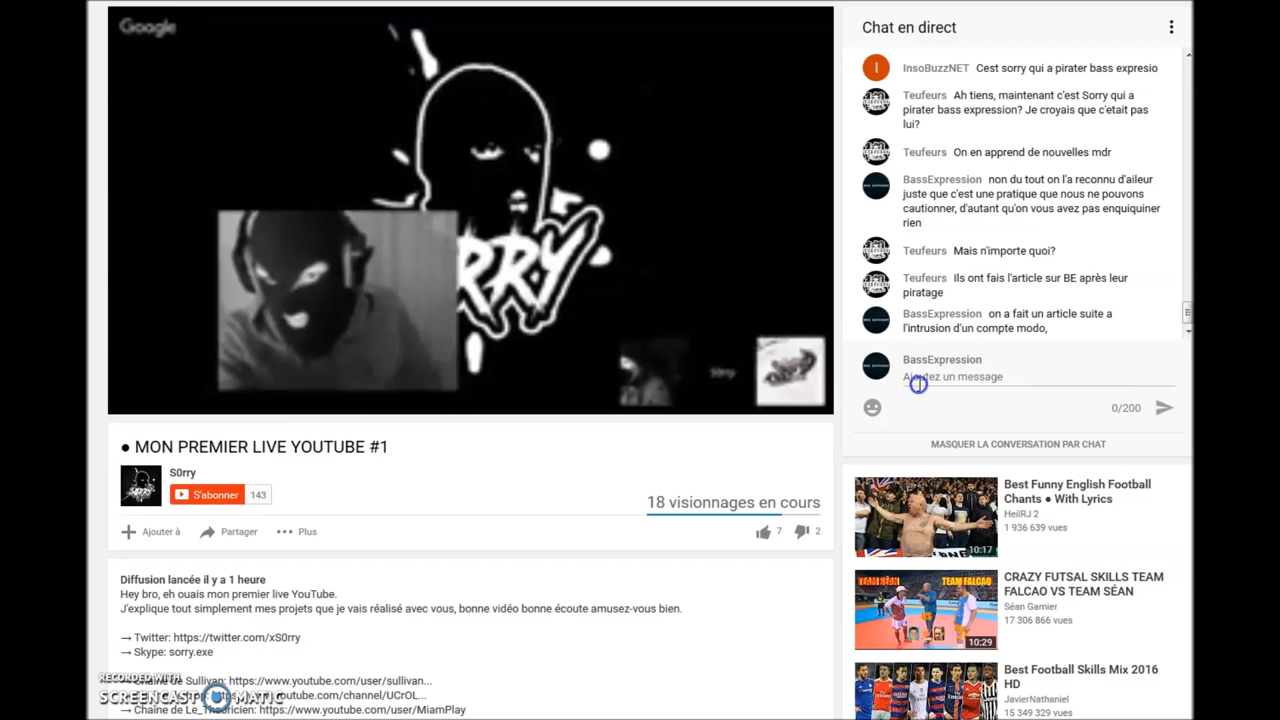 Google
SORRY
S0rry
● MON PREMIER LIVE YOUTUBE #1
S0rry
S'abonner 143
18 visionnages en cours
Ajouter à Partager Plus 7 2
Diffusion lancée il y a 1 heure
Hey bro, eh ouais mon premier live YouTube.
J'explique tout simplement mes projets que je vais réalisé avec vous, bonne vidéo bonne écoute amusez-vous bien.
→ Twitter: https://twitter.com/xS0rry
→ Skype: sorry.exe
Chaîne de Sullivan: https://www.youtube.com/user/sullivan...
youtube.com/channel/UCrOL...
→ Chaîne de Le_Theoricien: https://www.youtube.com/user/MiamPlay
RECORDED WITH
SCREENCAST MATIC
Chat en direct
I InsoBuzzNET Cest sorry qui a pirater bass expresio
Teufeurs Ah tiens, maintenant c'est Sorry qui a
pirater bass expression? Je croyais que c'etait pas
lui?
Teufeurs On en apprend de nouvelles mdr
BassExpression non du tout on l'a reconnu d'aileur
juste que c'est une pratique que nous ne pouvons
cautionner, d'autant qu'on vous avez pas enquiquiner
rien
Teufeurs Mais n'importe quoi?
Teufeurs Ils ont fais l'article sur BE après leur
piratage
BassExpression on a fait un article suite a
l'intrusion d'un compte modo,
BassExpression
Ajoutez un message
0/200
MASQUER LA CONVERSATION PAR CHAT
Best Funny English Football
Chants ● With Lyrics
HeilRJ 2
1 936 639 vues
10:17
TEAM SÉAN TEAM FALCAO
CRAZY FUTSAL SKILLS TEAM
FALCAO VS TEAM SÉAN
Séan Garnier
17 306 866 vues
10:29
Best Football Skills Mix 2016
HD
JavierNathaniel
15 349 329 vues